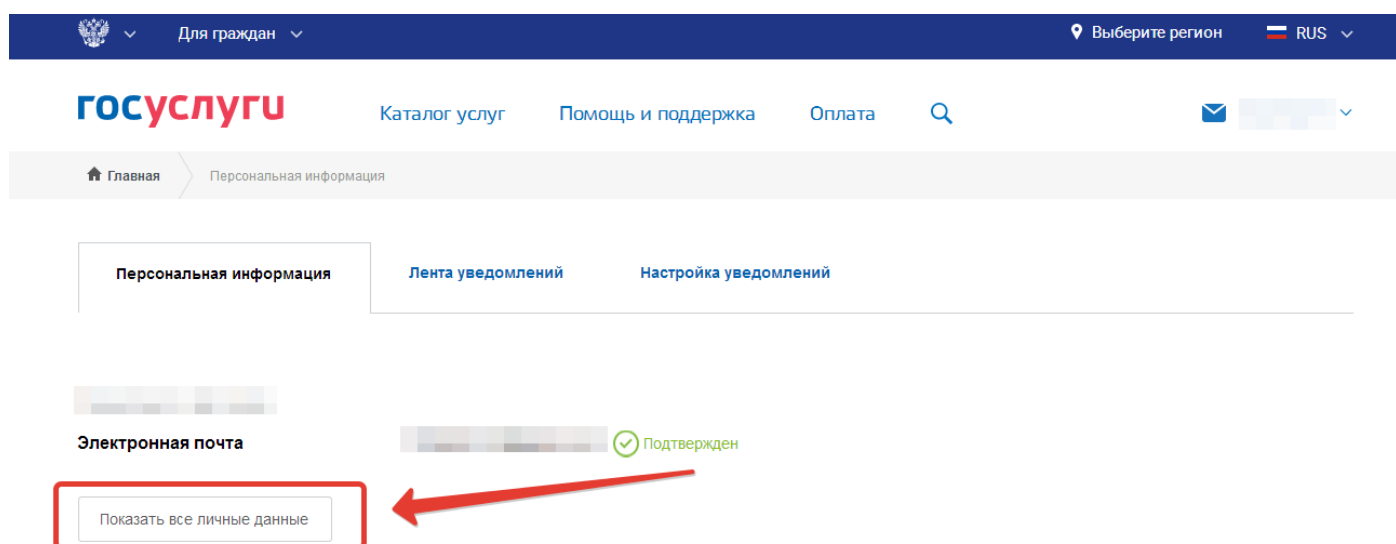 Для граждан Выберите регион RUS
госуслуги Каталог услуг Помощь и поддержка Оплата
Главная Персональная информация
Персональная информация Лента уведомлений Настройка уведомлений
Электронная почта Подтвержден
Показать все личные данные